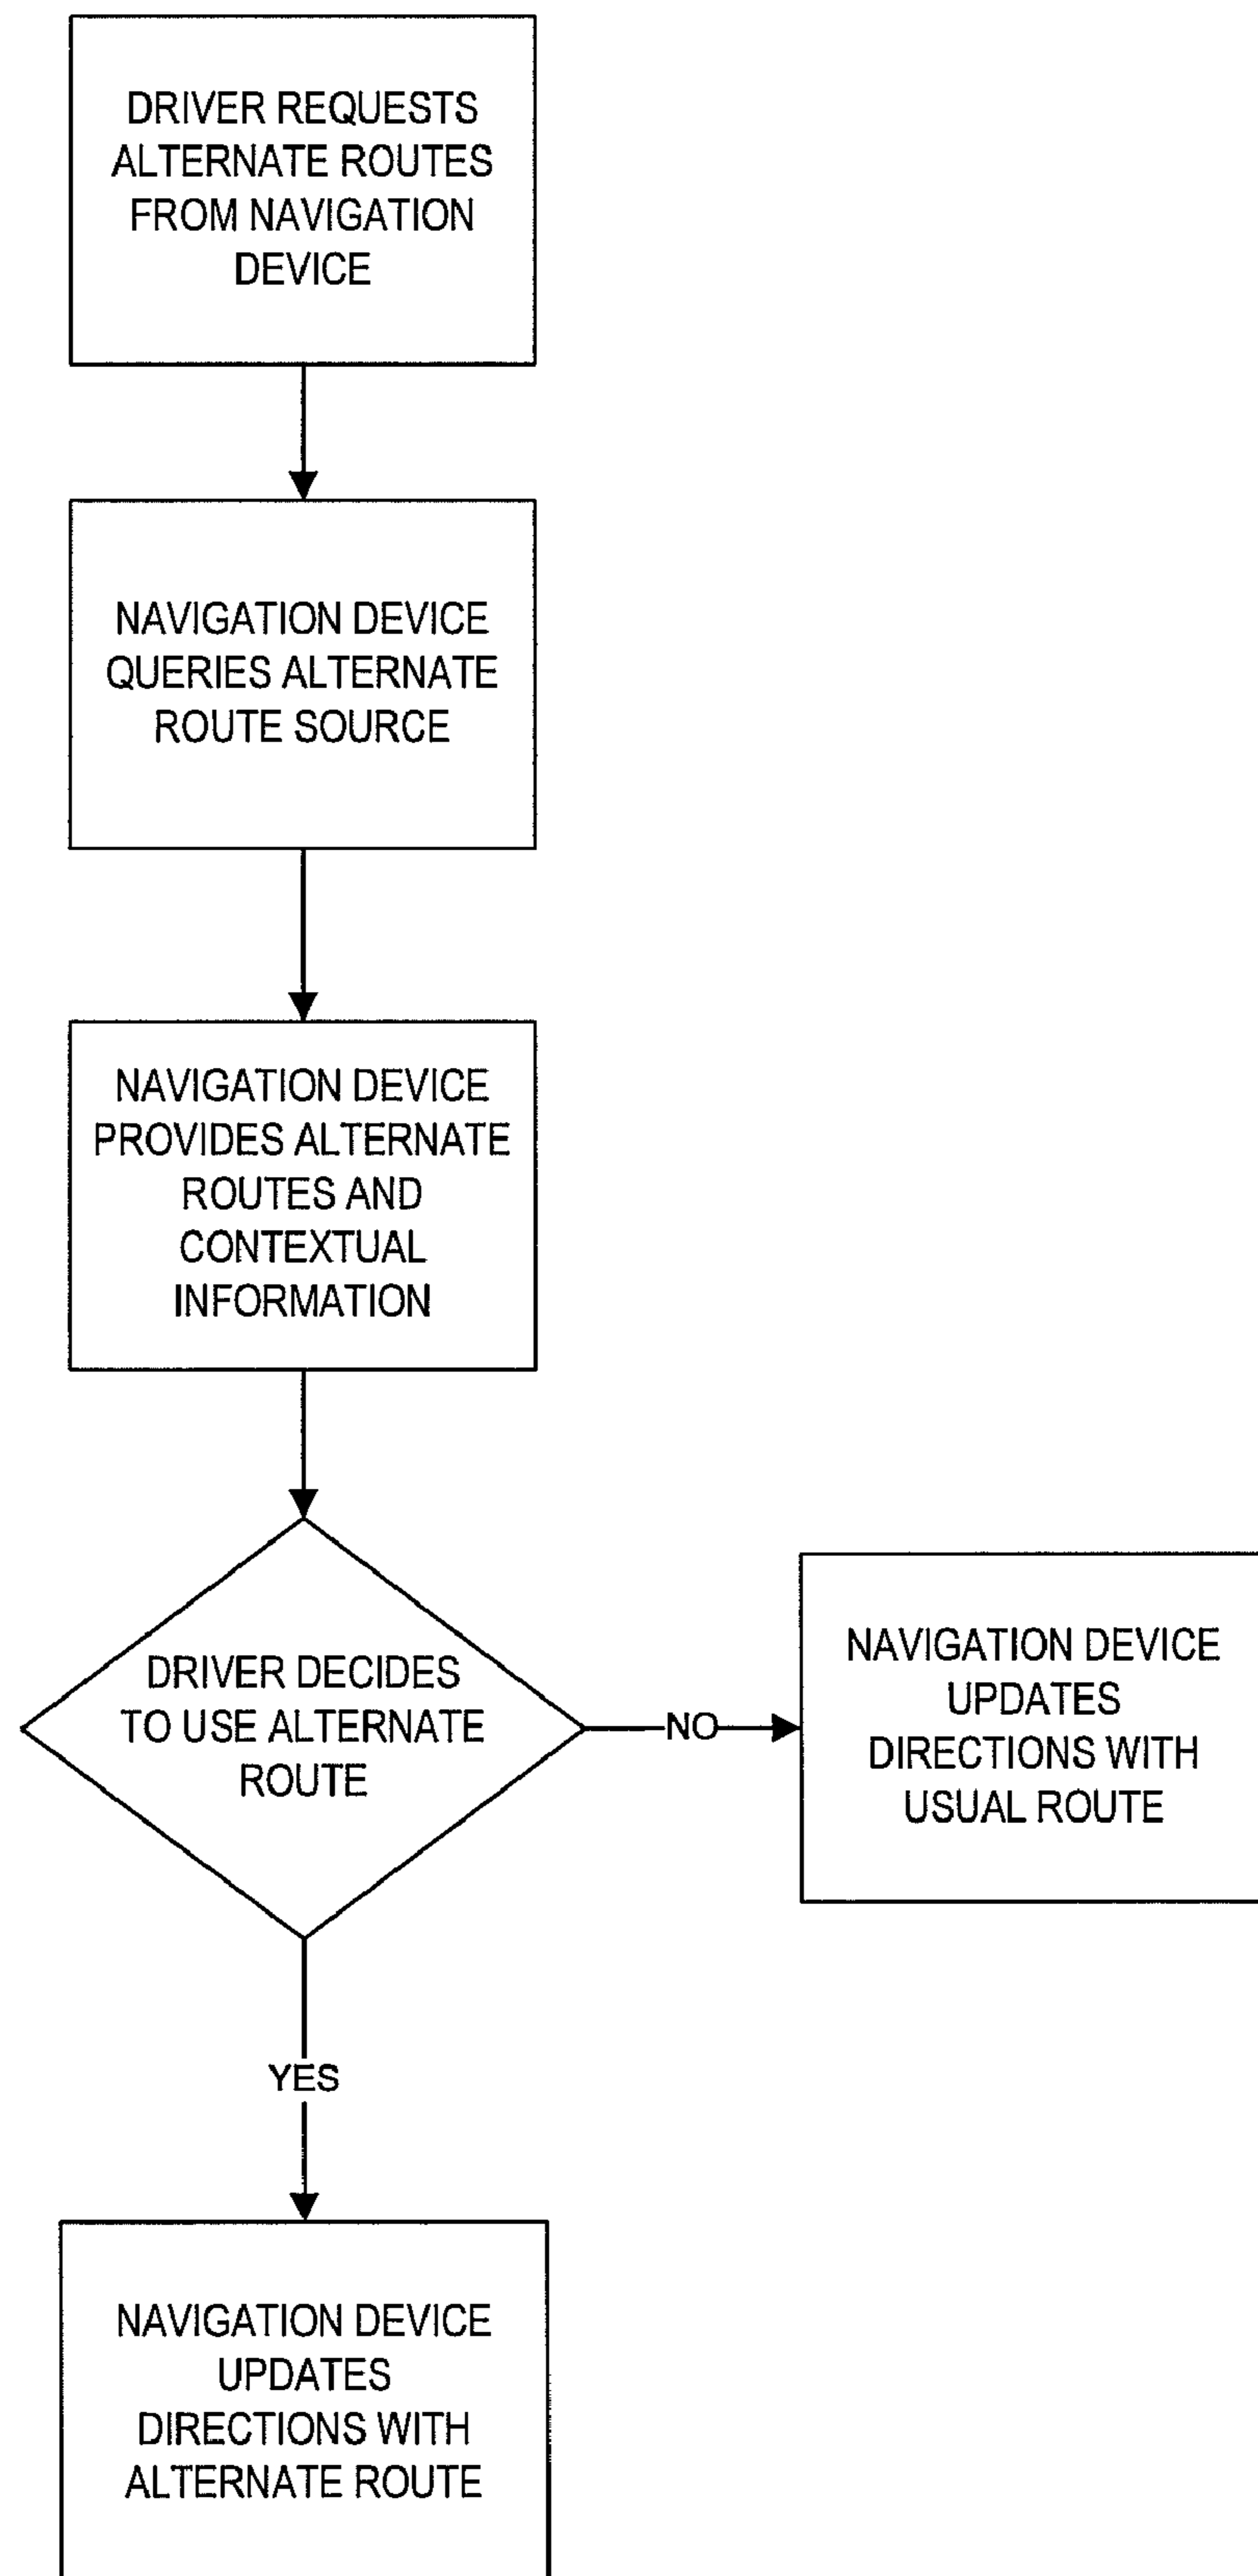 DRIVER REQUESTS
ALTERNATE ROUTES
FROM NAVIGATION
DEVICE
NAVIGATION DEVICE
QUERIES ALTERNATE
ROUTE SOURCE
NAVIGATION DEVICE
PROVIDES ALTERNATE
ROUTES AND
CONTEXTUAL
INFORMATION
DRIVER DECIDES
TO USE ALTERNATE
ROUTE
NO
NAVIGATION DEVICE
UPDATES
DIRECTIONS WITH
USUAL ROUTE
YES
NAVIGATION DEVICE
UPDATES
DIRECTIONS WITH
ALTERNATE ROUTE